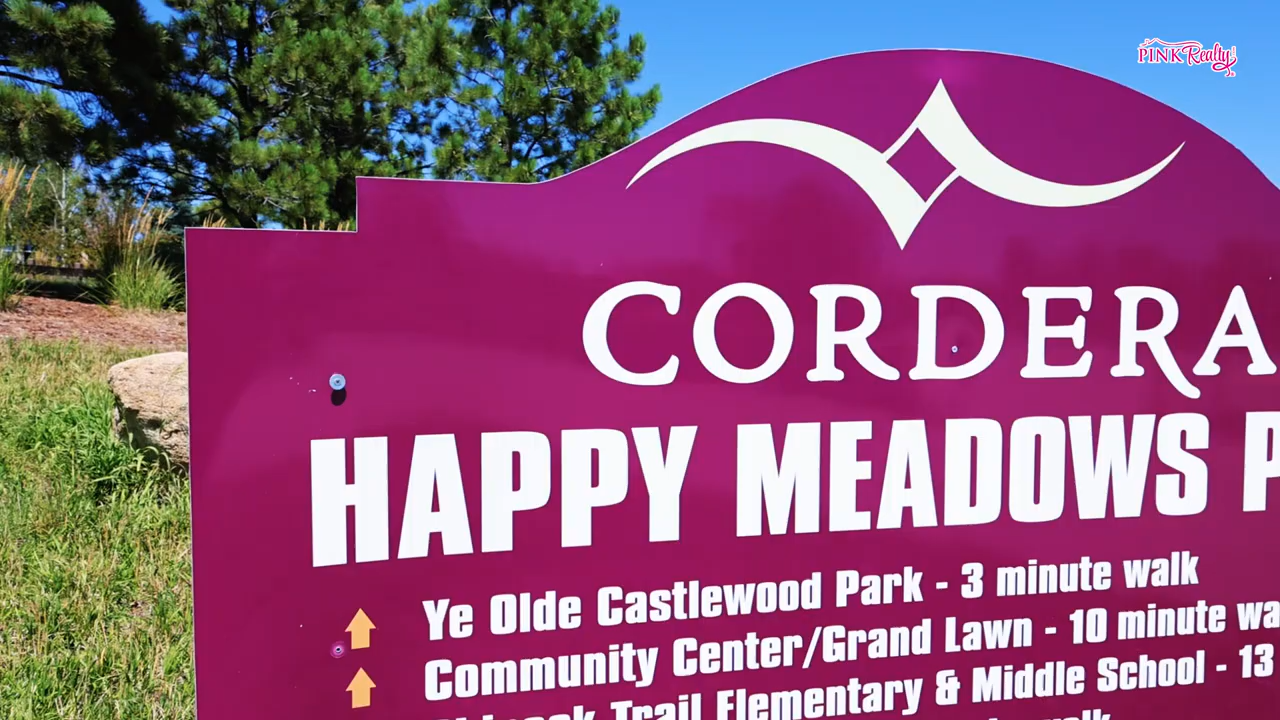 PINK Realty
CORDERA
HAPPY MEADOWS P
Ye Olde Castlewood Park - 3 minute walk
Community Center/Grand Lawn - 10 minute wa
Trail Elementary & Middle School - 13
walk